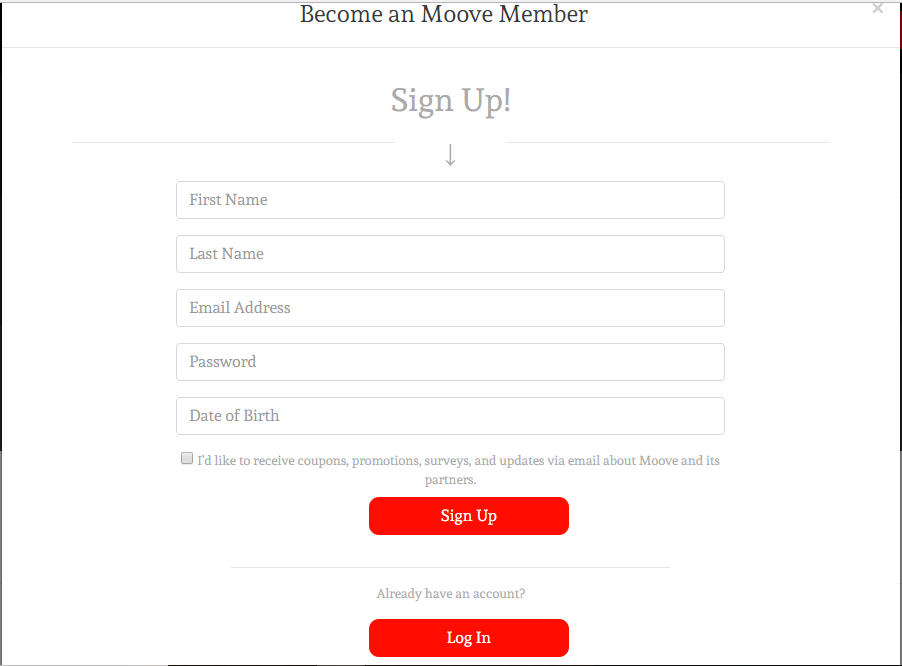 Become an Moove Member
×
Sign Up!
↓
First Name
Last Name
Email Address
Password
Date of Birth
I'd like to receive coupons, promotions, surveys, and updates via email about Moove and its
partners.
Sign Up
Already have an account?
Log In